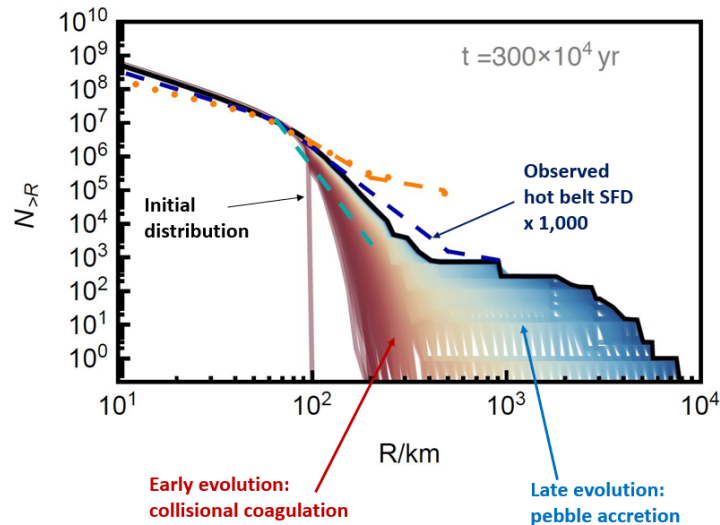 10^10
10^9
10^8
10^7
10^6
10^5
10^4
10^3
10^2
10^1
10^0
N>R
t =300×10^4 yr
Initial
distribution
Observed
hot belt SFD
x 1,000
10^1
10^2
10^3
10^4
R/km
Early evolution:
collisional coagulation
Late evolution:
pebble accretion